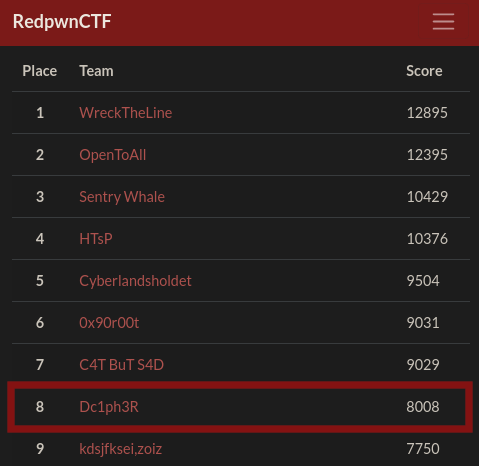 RedpwnCTF
Place Team Score
1 WreckTheLine 12895
2 OpenToAll 12395
3 Sentry Whale 10429
4 HTsP 10376
5 Cyberlandsholdet 9504
6 0x90r00t 9031
7 C4T BuT S4D 9029
8 Dc1ph3R 8008
9 kdsjfksei,zoiz 7750